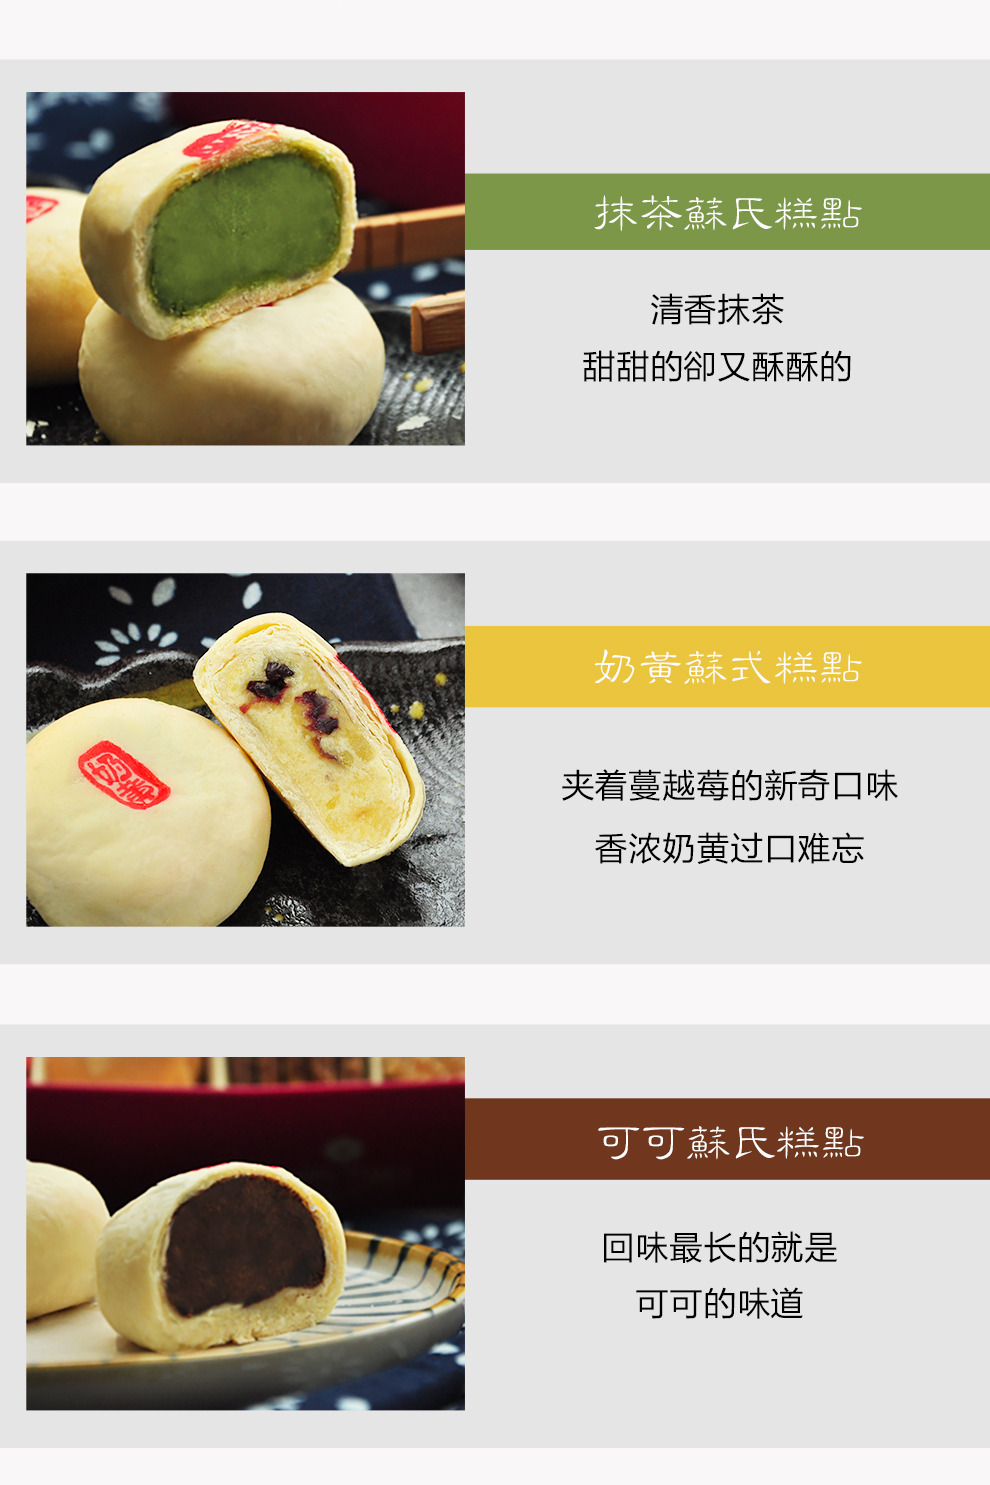 抹茶蘇氏糕點
清香抹茶
甜甜的卻又酥酥的
奶黃蘇式糕點
夹着蔓越莓的新奇口味
香浓奶黄过口难忘
可可蘇氏糕點
回味最长的就是
可可的味道